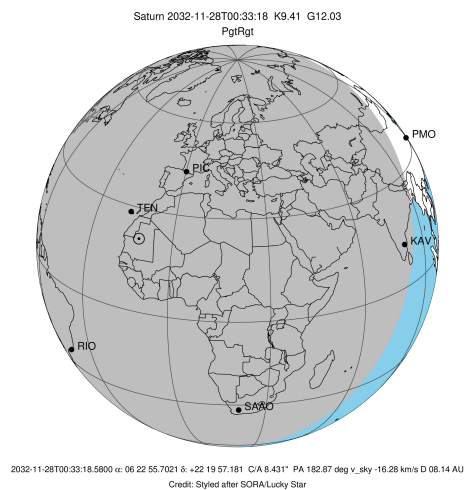 Saturn 2032-11-28T00:33:18 K9.41 G12.03
PgtRgt
PMO
PIC
TEN
KAV
RIO
SAAO
2032-11-28T00:33:18.5800 α: 06 22 55.7021 δ: +22 19 57.181 C/A 8.431" PA 182.87 deg v_sky -16.28 km/s D 08.14 AU
Credit: Styled after SORA/Lucky Star